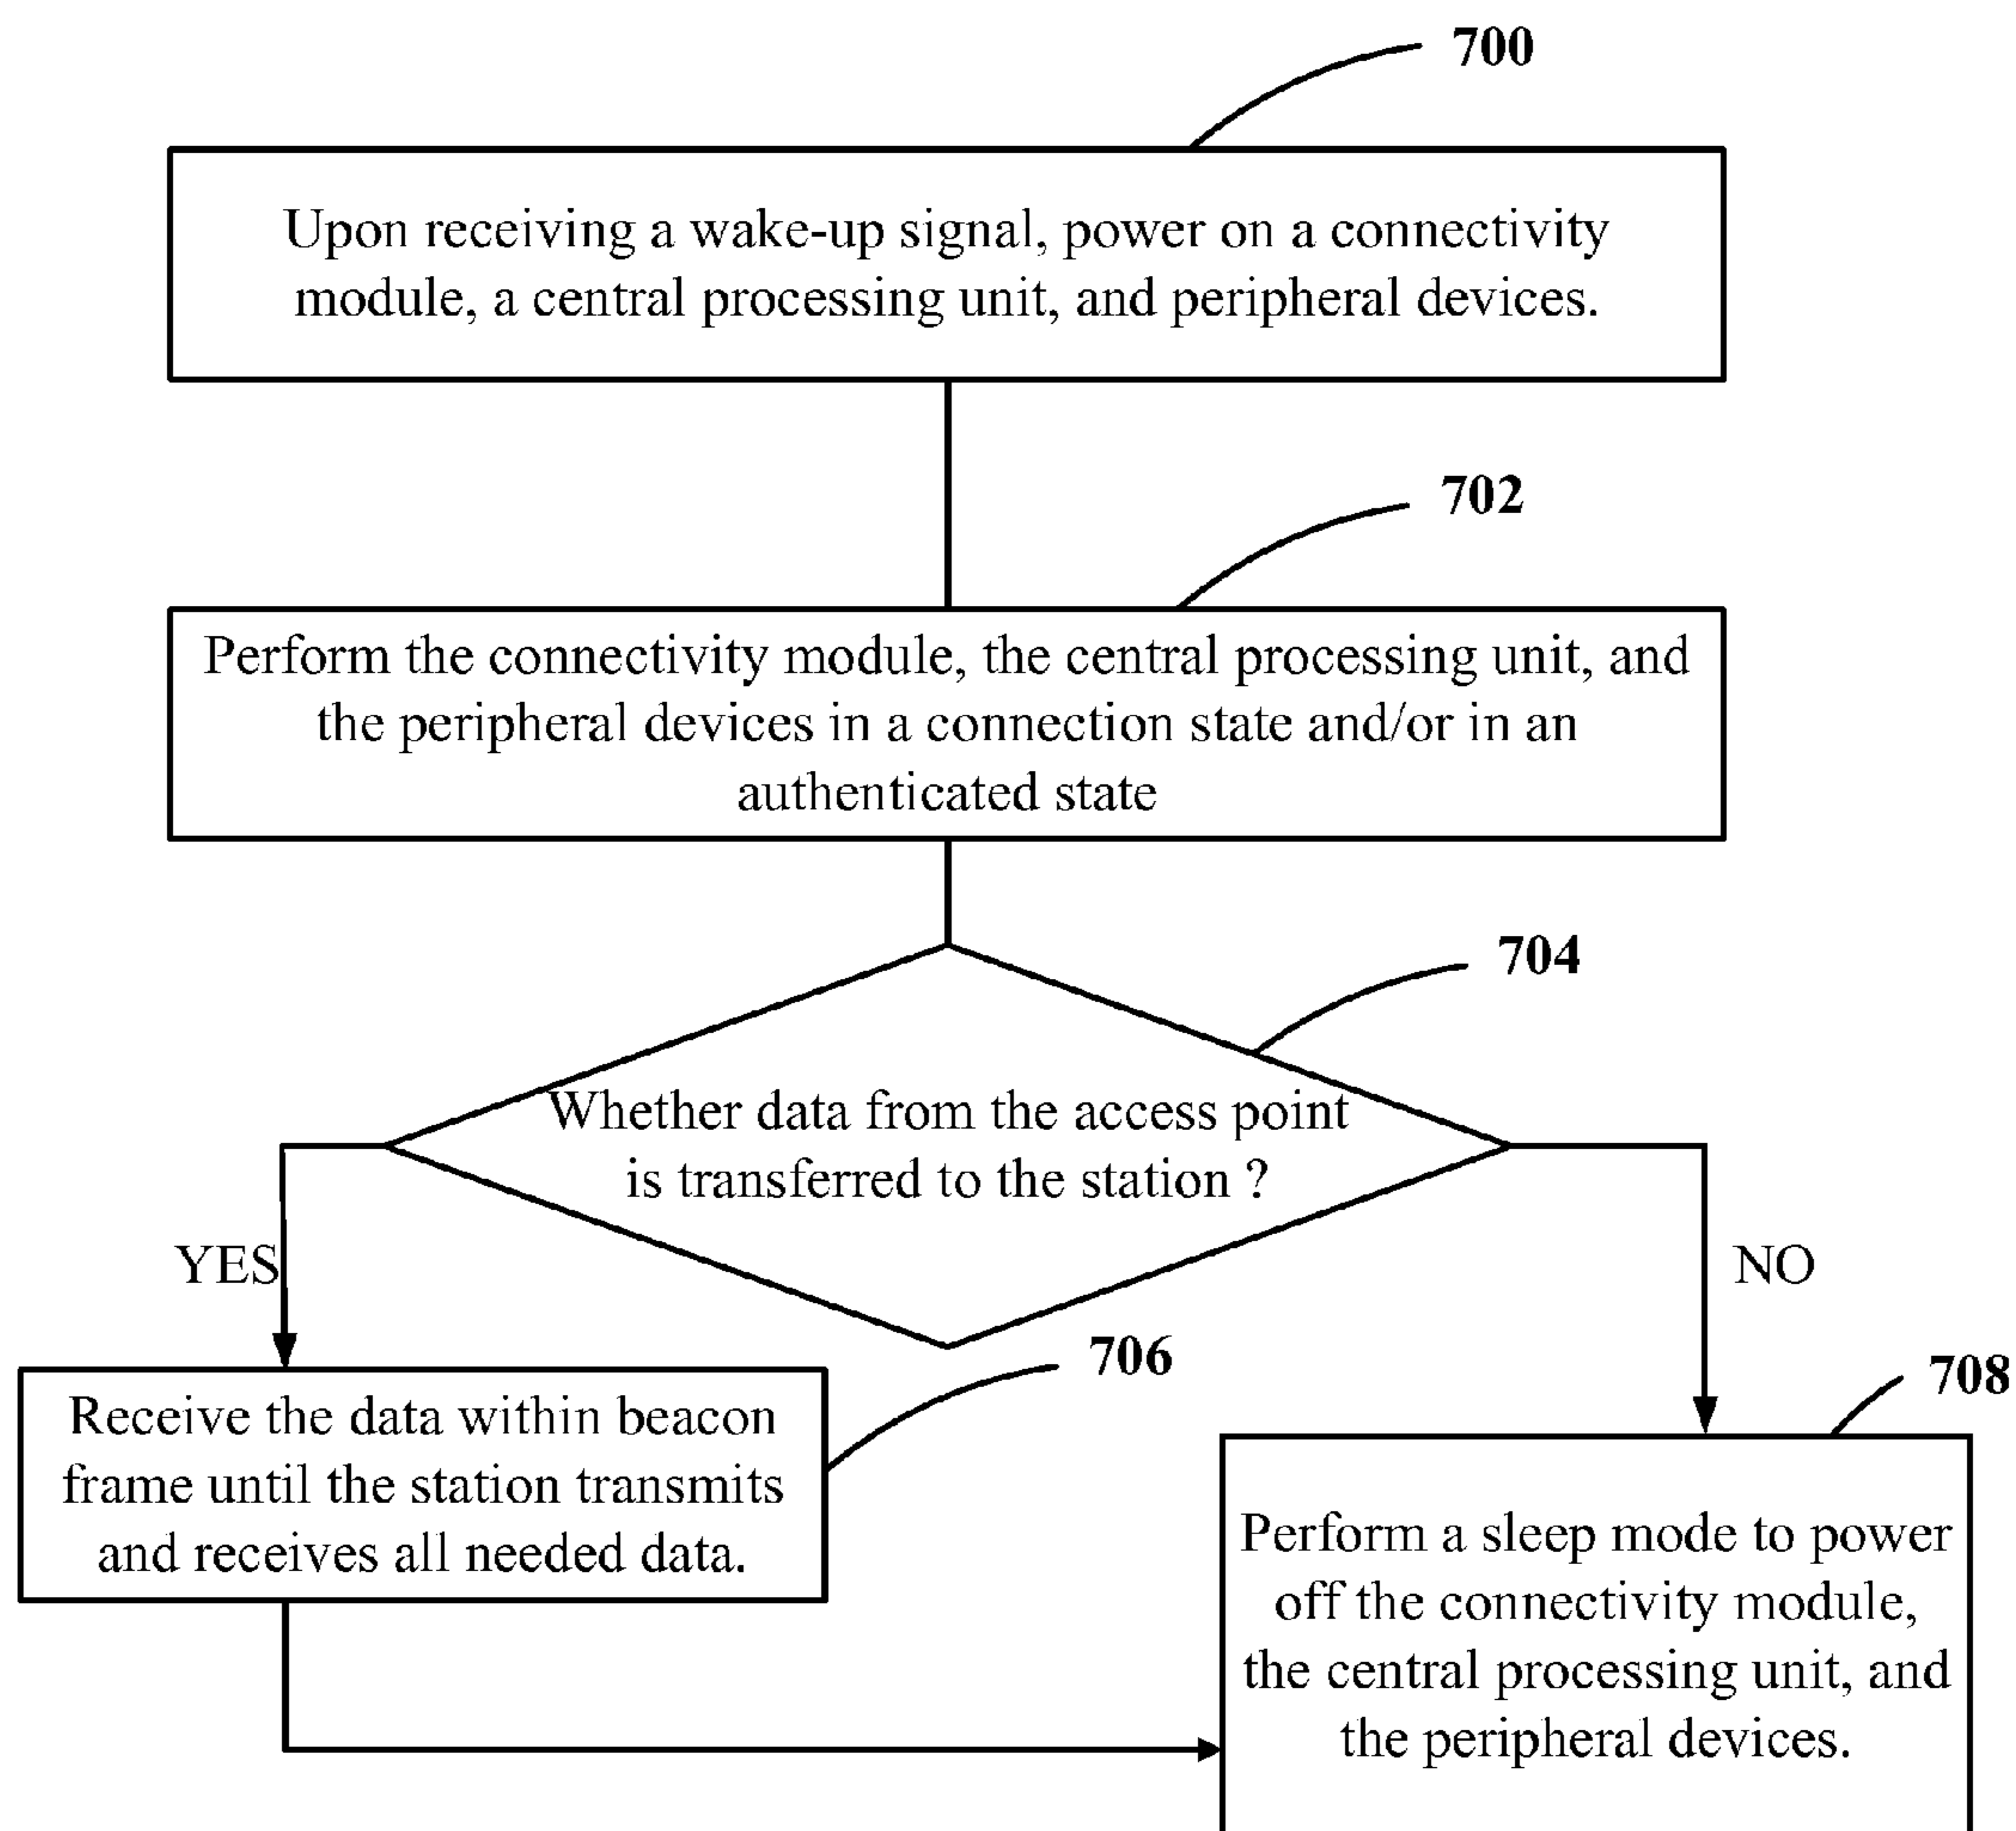 700
Upon receiving a wake-up signal, power on a connectivity
module, a central processing unit, and peripheral devices.
702
Perform the connectivity module, the central processing unit, and
the peripheral devices in a connection state and/or in an
authenticated state
704
Whether data from the access point
is transferred to the station ?
YES
NO
706
708
Receive the data within beacon
frame until the station transmits
and receives all needed data.
Perform a sleep mode to power
off the connectivity module,
the central processing unit, and
the peripheral devices.